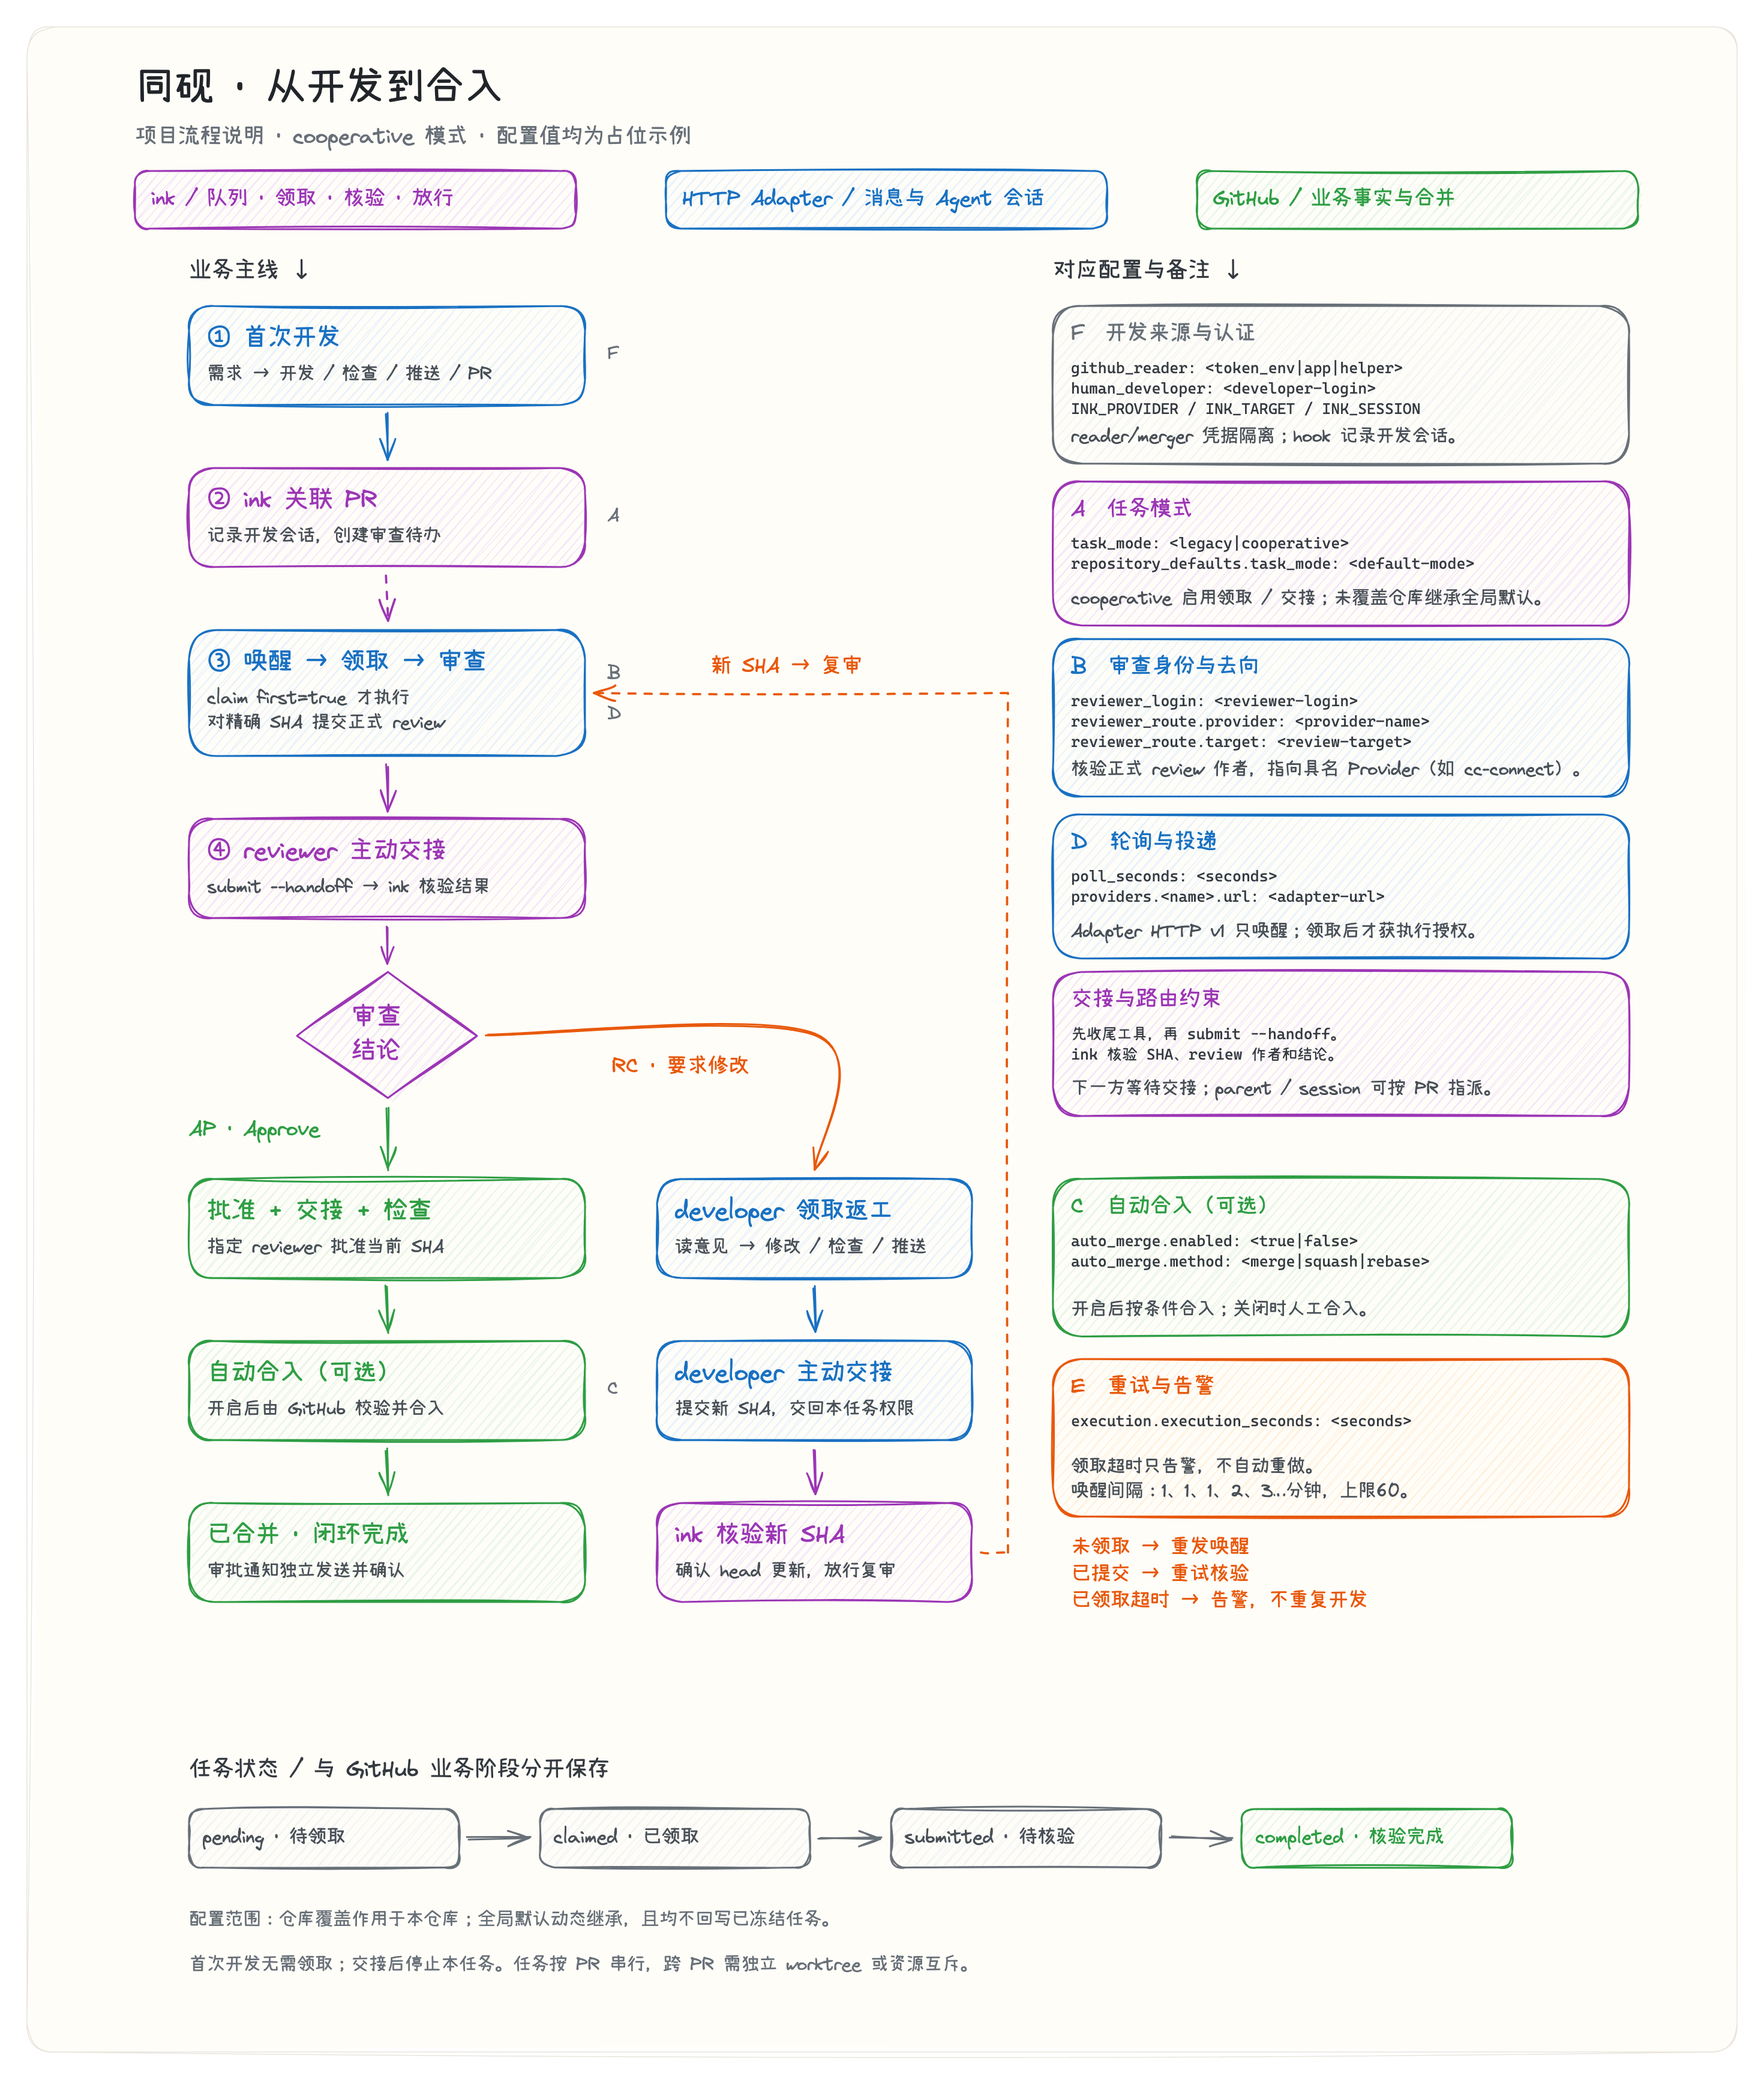 同砚 · 从开发到合入
项目流程说明 · cooperative 模式 · 配置值均为占位示例
ink / 队列 · 领取 · 核验 · 放行
HTTP Adapter / 消息与 Agent 会话
GitHub / 业务事实与合并
业务主线 ↓
① 首次开发
需求 → 开发 / 检查 / 推送 / PR
F
② ink 关联 PR
记录开发会话，创建审查待办
A
③ 唤醒 → 领取 → 审查
claim first=true 才执行
对精确 SHA 提交正式 review
B
D
新 SHA → 复审
④ reviewer 主动交接
submit --handoff → ink 核验结果
审查
结论
RC · 要求修改
AP · Approve
批准 + 交接 + 检查
指定 reviewer 批准当前 SHA
自动合入（可选）
开启后由 GitHub 校验并合入
C
已合并 · 闭环完成
审批通知独立发送并确认
developer 领取返工
读意见 → 修改 / 检查 / 推送
developer 主动交接
提交新 SHA，交回本任务权限
ink 核验新 SHA
确认 head 更新，放行复审
对应配置与备注 ↓
F 开发来源与认证
github_reader: <token_env|app|helper>
human_developer: <developer-login>
INK_PROVIDER / INK_TARGET / INK_SESSION
reader/merger 凭据隔离；hook 记录开发会话。
A 任务模式
task_mode: <legacy|cooperative>
repository_defaults.task_mode: <default-mode>
cooperative 启用领取 / 交接；未覆盖仓库继承全局默认。
B 审查身份与去向
reviewer_login: <reviewer-login>
reviewer_route.provider: <provider-name>
reviewer_route.target: <review-target>
核验正式 review 作者，指向具名 Provider（如 cc-connect）。
D 轮询与投递
poll_seconds: <seconds>
providers.<name>.url: <adapter-url>
Adapter HTTP v1 只唤醒；领取后才获执行授权。
交接与路由约束
先收尾工具，再 submit --handoff。
ink 核验 SHA、review 作者和结论。
下一方等待交接；parent / session 可按 PR 指派。
C 自动合入（可选）
auto_merge.enabled: <true|false>
auto_merge.method: <merge|squash|rebase>
开启后按条件合入；关闭时人工合入。
E 重试与告警
execution.execution_seconds: <seconds>
领取超时只告警，不自动重做。
唤醒间隔：1、1、1、2、3…分钟，上限60。
未领取 → 重发唤醒
已提交 → 重试核验
已领取超时 → 告警，不重复开发
任务状态 / 与 GitHub 业务阶段分开保存
pending · 待领取
claimed · 已领取
submitted · 待核验
completed · 核验完成
配置范围：仓库覆盖作用于本仓库；全局默认动态继承，且均不回写已冻结任务。
首次开发无需领取；交接后停止本任务。任务按 PR 串行，跨 PR 需独立 worktree 或资源互斥。